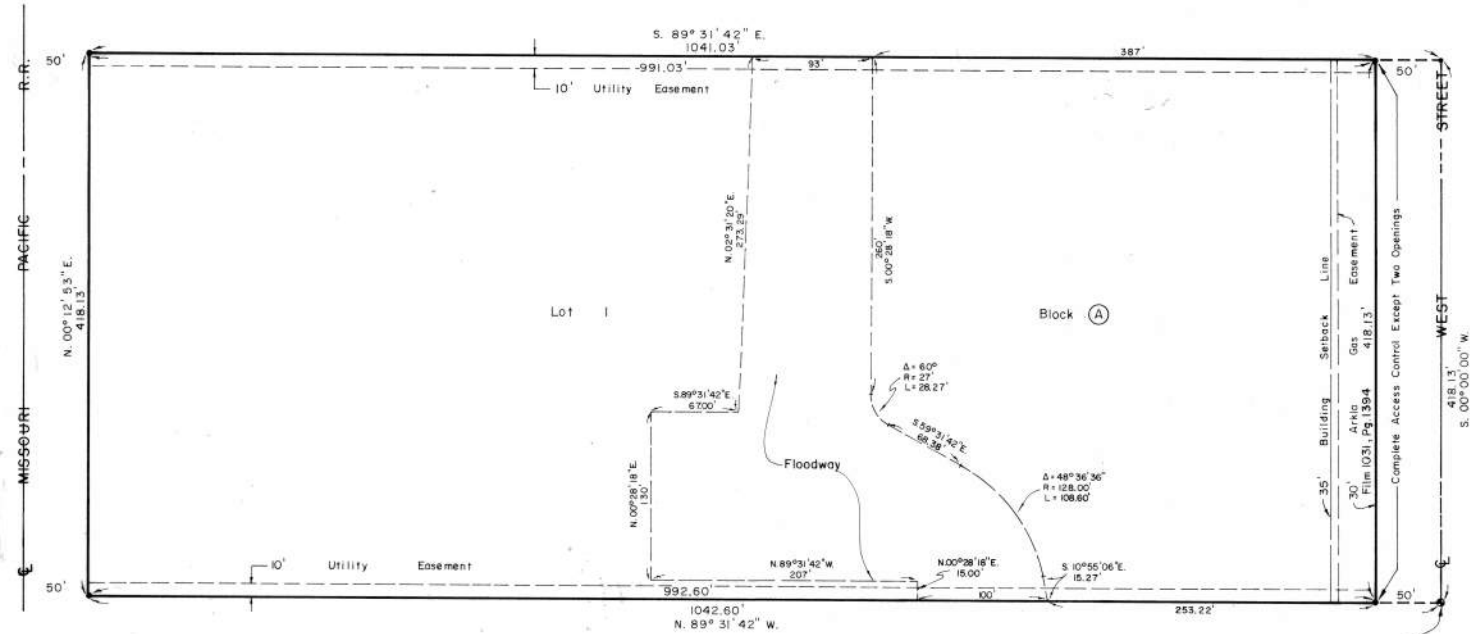 S. 89° 31' 42" E.
1041.03'
50'
991.03'
93'
387'
50'
10' Utility Easement
MISSOURI PACIFIC R.R.
℄
N. 00° 12' 53" E.
418.13'
N. 02° 31' 20" E.
273.29'
260'
S. 00° 28' 18" W.
Lot 1
Block A
Δ = 60°
R = 27'
L = 28.27'
S. 89° 31' 42" E
67.00'
S. 59° 31' 42" E.
68.38'
Floodway
N. 00° 28' 18" E.
130'
Δ = 48° 36' 36"
R = 128.00'
L = 108.60'
35' Building Setback Line
30' Arkla Gas Easement
Film 1031, Pg. 1394
418.13'
Complete Access Control Except Two Openings
℄ WEST STREET
418.13'
S. 00° 00' 00" W.
50'
10' Utility Easement
N. 89° 31' 42" W.
207'
N. 00° 28' 18" E.
15.00'
S. 10° 55' 06" E.
15.27'
992.60'
100'
50'
1042.60'
N. 89° 31' 42" W.
253.22'